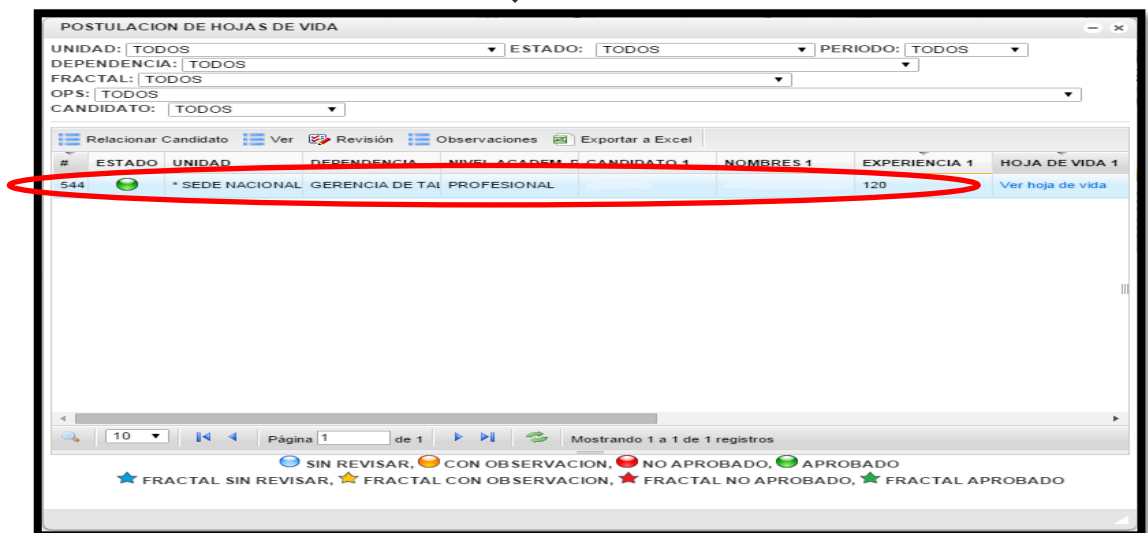 POSTULACION DE HOJAS DE VIDA
UNIDAD: TODOS ESTADO: TODOS PERIODO: TODOS
DEPENDENCIA: TODOS
FRACTAL: TODOS
OPS: TODOS
CANDIDATO: TODOS
Relacionar Candidato Ver Revisión Observaciones Exportar a Excel
# ESTADO UNIDAD DEPENDENCIA NIVEL ACADEM. CANDIDATO 1 NOMBRES 1 EXPERIENCIA 1 HOJA DE VIDA 1
544 * SEDE NACIONAL GERENCIA DE TAL PROFESIONAL 120 Ver hoja de vida
10 Página 1 de 1 Mostrando 1 a 1 de 1 registros
SIN REVISAR, CON OBSERVACION, NO APROBADO, APROBADO
FRACTAL SIN REVISAR, FRACTAL CON OBSERVACION, FRACTAL NO APROBADO, FRACTAL APROBADO